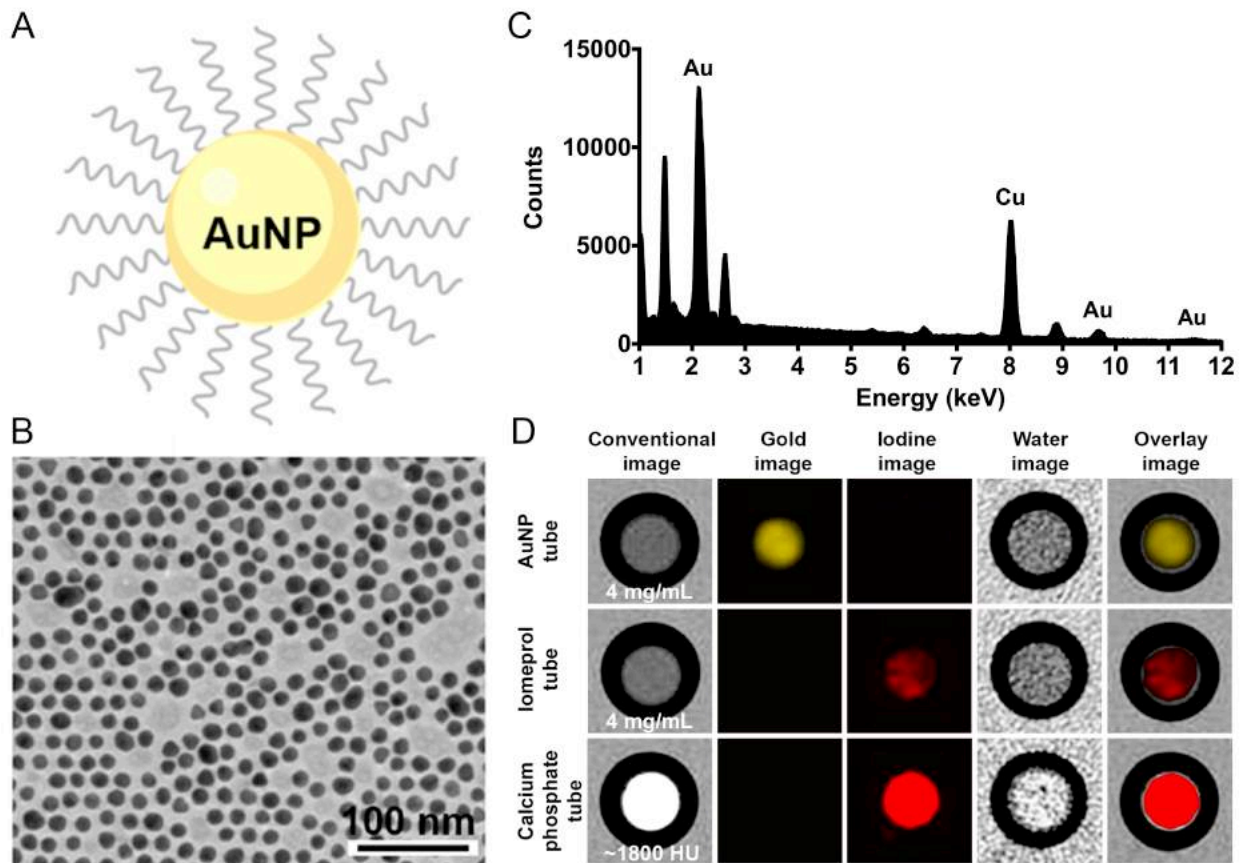 A
AuNP
B
100 nm
C
15000
10000
5000
0
Counts
Au
Cu
Au
Au
1 2 3 4 5 6 7 8 9 10 11 12
Energy (keV)
D
Conventional image
Gold image
Iodine image
Water image
Overlay image
AuNP tube
4 mg/mL
Iomeprol tube
4 mg/mL
Calcium phosphate tube
~1800 HU